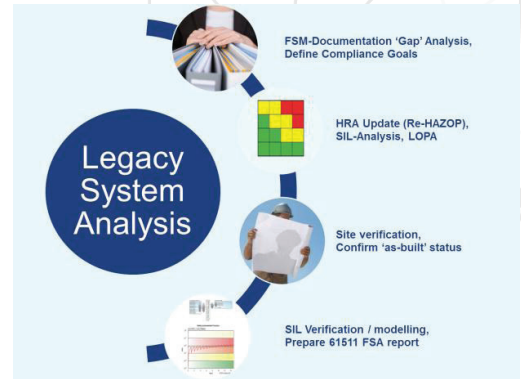 FSM-Documentation 'Gap' Analysis,
Define Compliance Goals
HRA Update (Re-HAZOP),
SIL-Analysis, LOPA
Legacy
System
Analysis
Site verification,
Confirm 'as-built' status
SIL Verification / modelling,
Prepare 61511 FSA report